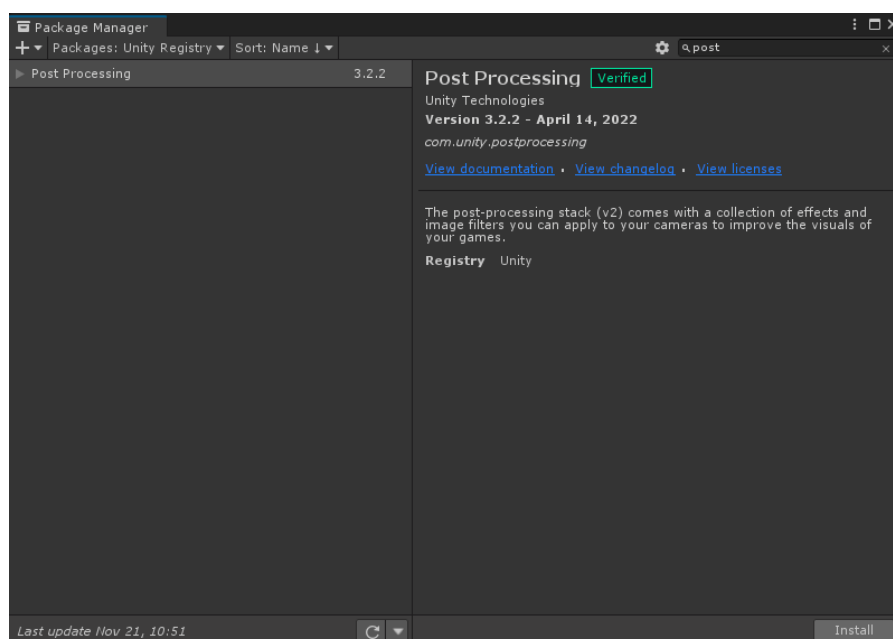 Package Manager
Packages: Unity Registry Sort: Name ↓ post
Post Processing 3.2.2
Post Processing Verified
Unity Technologies
Version 3.2.2 - April 14, 2022
com.unity.postprocessing
View documentation • View changelog • View licenses
The post-processing stack (v2) comes with a collection of effects and
image filters you can apply to your cameras to improve the visuals of
your games.
Registry Unity
Last update Nov 21, 10:51
Install